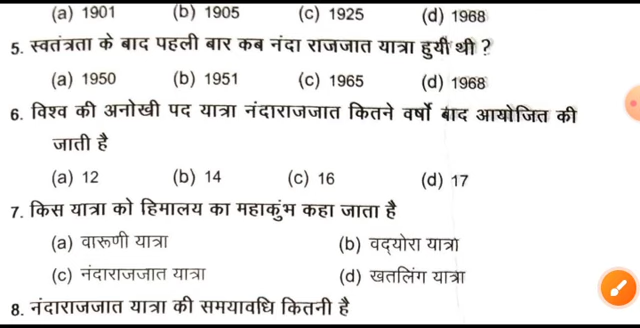 (a) 1901 (b) 1905 (c) 1925 (d) 1968
5. स्वतंत्रता के बाद पहली बार कब नंदा राजजात यात्रा हुयी थी ?
(a) 1950 (b) 1951 (c) 1965 (d) 1968
6. विश्व की अनोखी पद यात्रा नंदाराजजात कितने वर्षो बाद आयोजित की
जाती है
(a) 12 (b) 14 (c) 16 (d) 17
7. किस यात्रा को हिमालय का महाकुंभ कहा जाता है
(a) वारूणी यात्रा (b) वद्योरा यात्रा
(c) नंदाराजजात यात्रा (d) खतलिंग यात्रा
8. नंदाराजजात यात्रा की समयावधि कितनी है